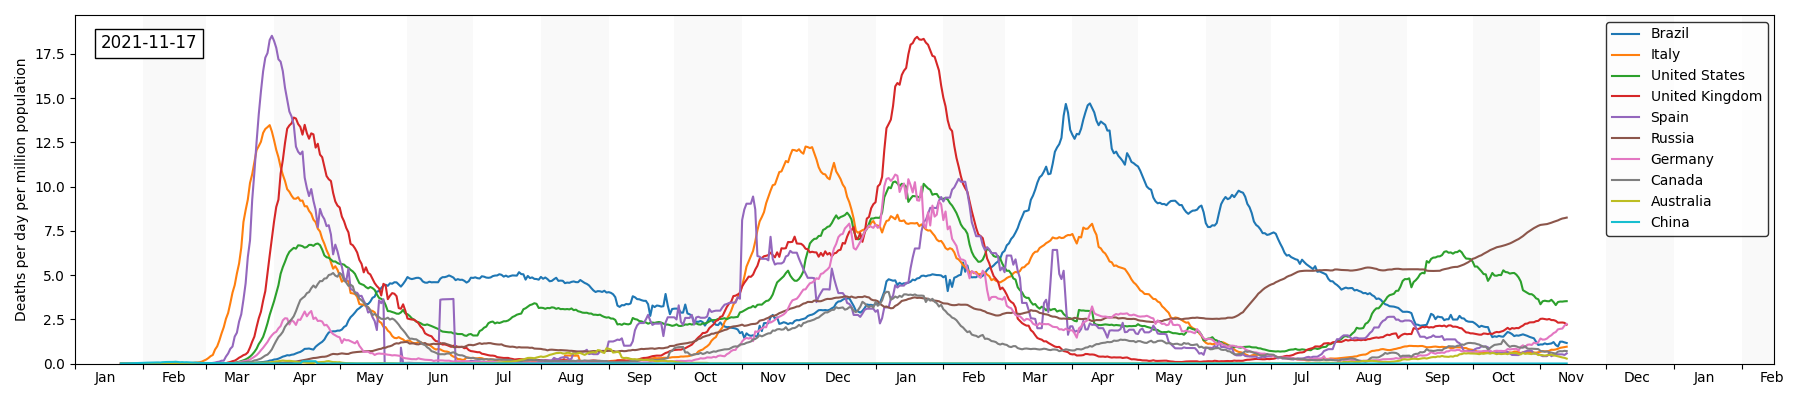 2021-11-17
Deaths per day per million population
17.5
15.0
12.5
10.0
7.5
5.0
2.5
0.0
Jan Feb Mar Apr May Jun Jul Aug Sep Oct Nov Dec Jan Feb Mar Apr May Jun Jul Aug Sep Oct Nov Dec Jan Feb
Brazil
Italy
United States
United Kingdom
Spain
Russia
Germany
Canada
Australia
China